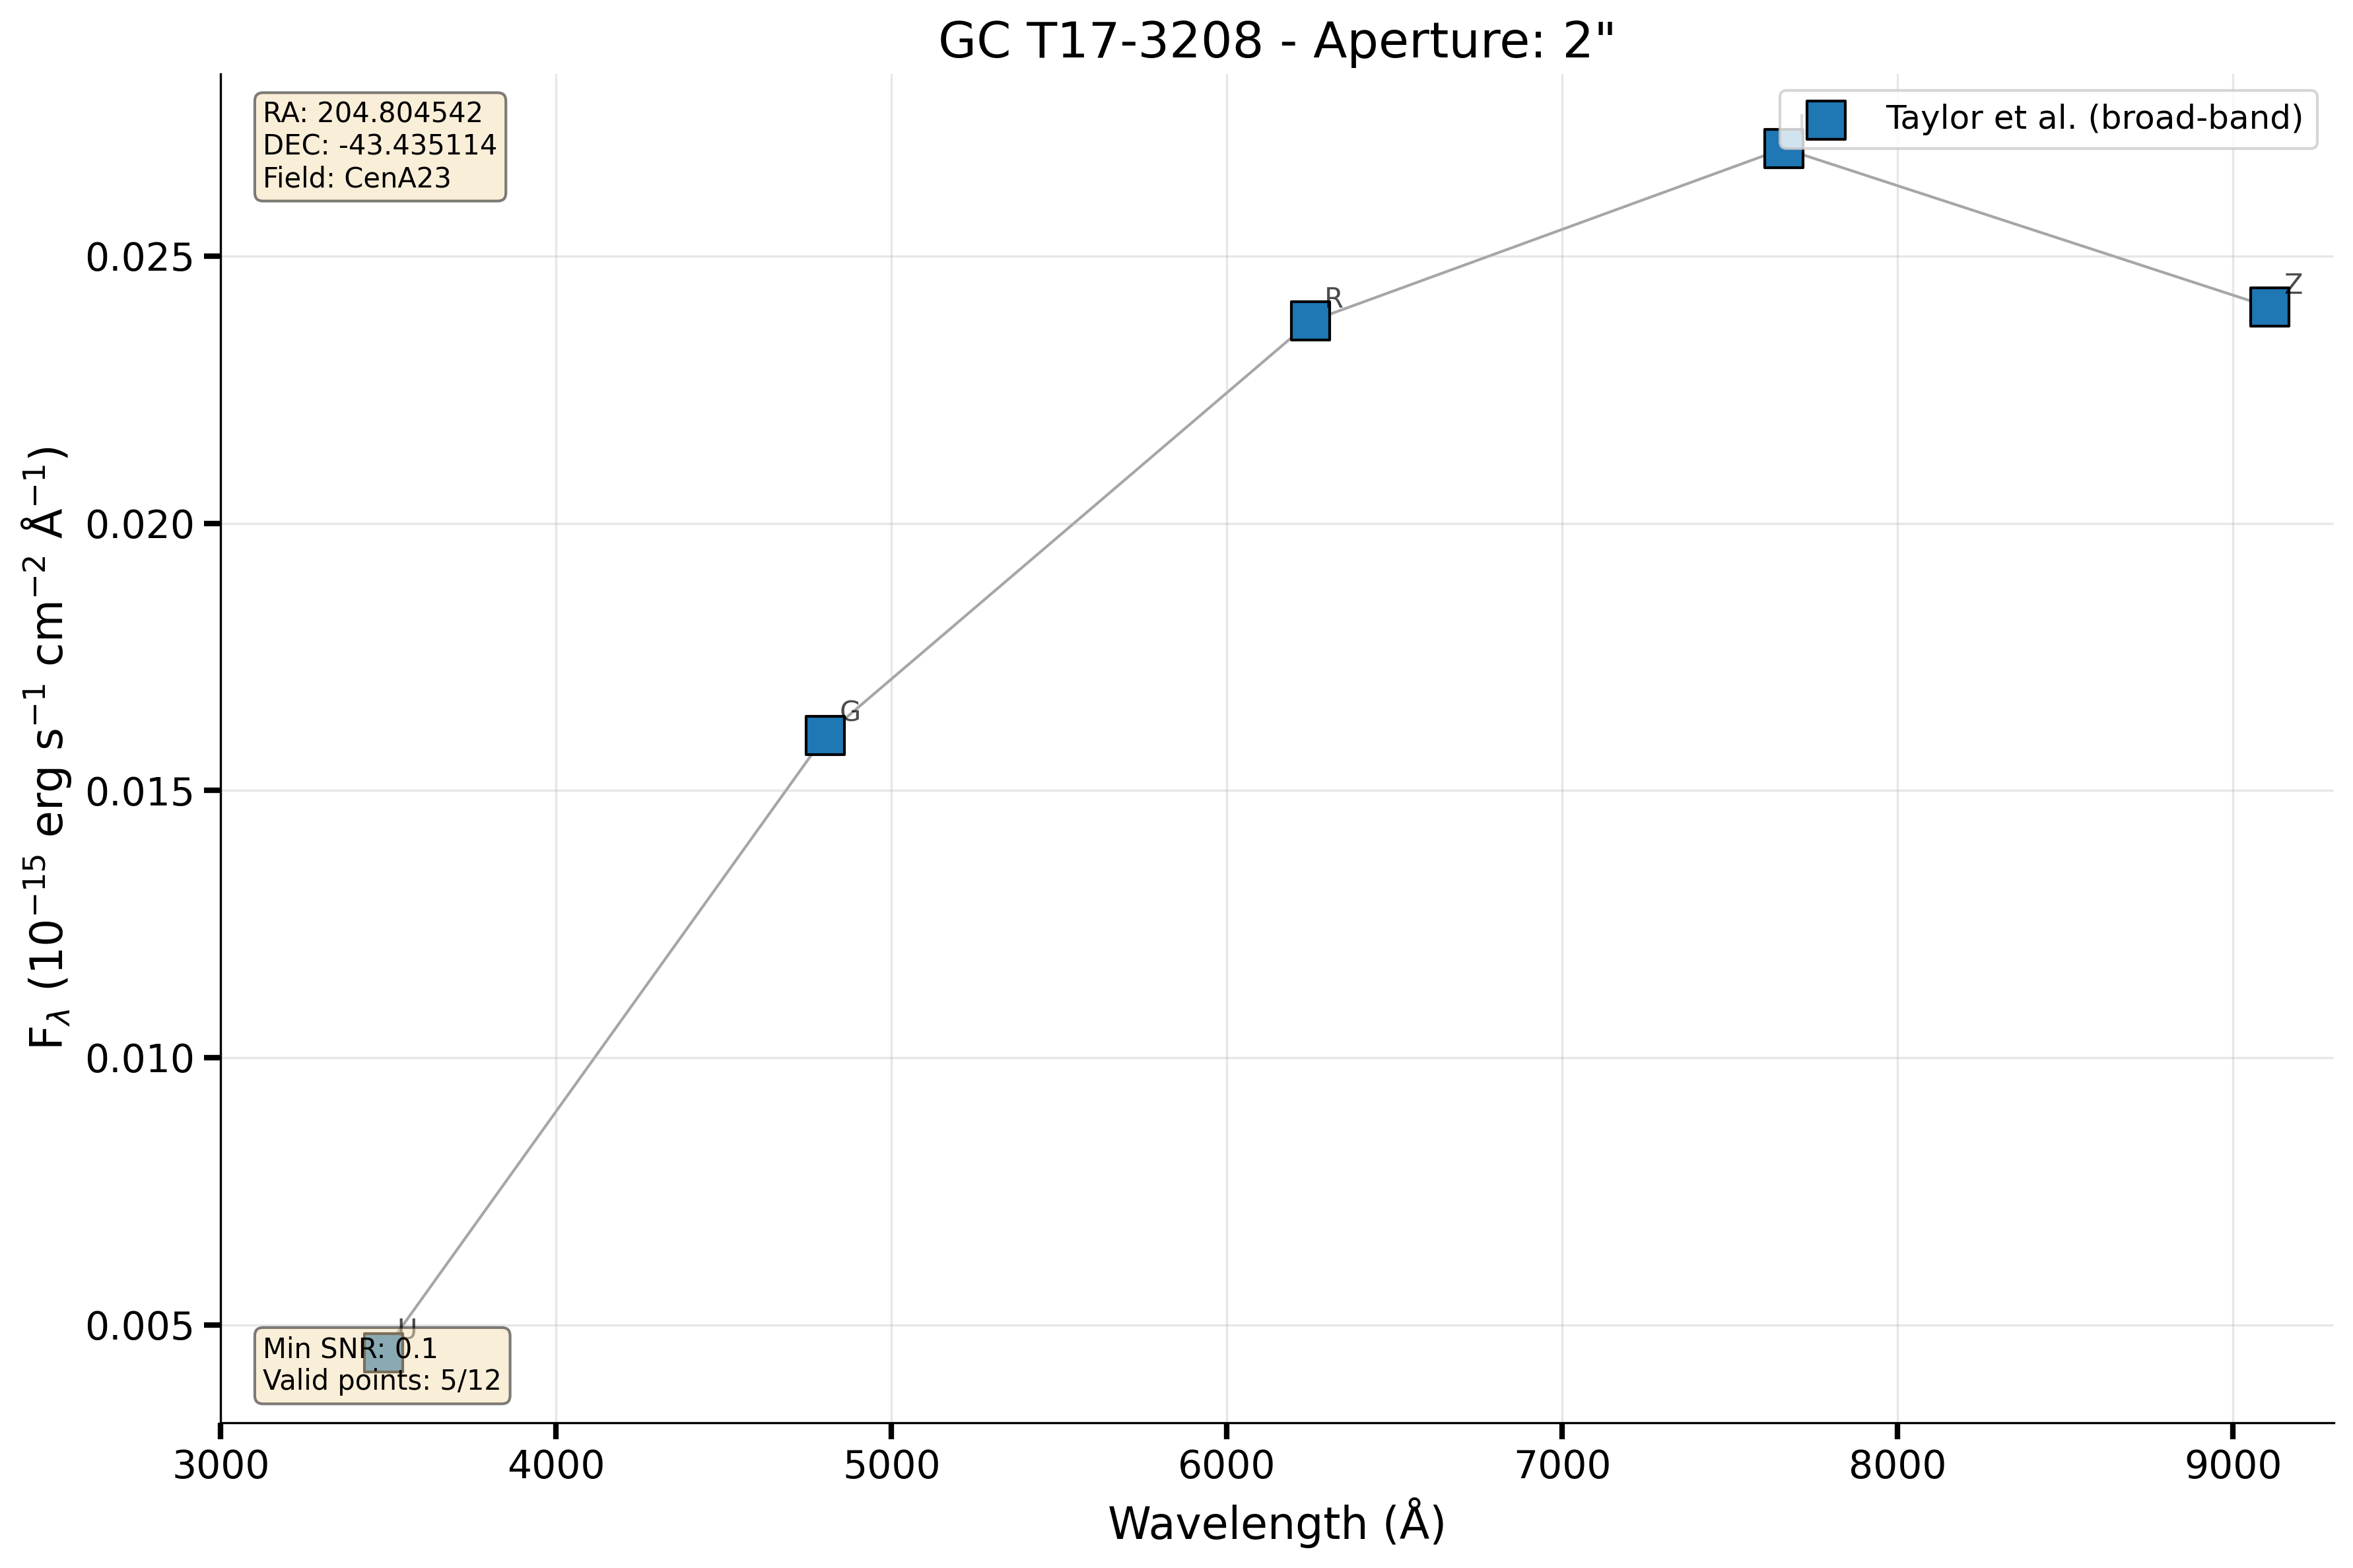 GC T17-3208 - Aperture: 2"
RA: 204.804542
DEC: -43.435114
Field: CenA23
Taylor et al. (broad-band)
R
Z
G
U
Min SNR: 0.1
Valid points: 5/12
0.025
0.020
0.015
0.010
0.005
F_λ (10⁻¹⁵ erg s⁻¹ cm⁻² Å⁻¹)
3000 4000 5000 6000 7000 8000 9000
Wavelength (Å)